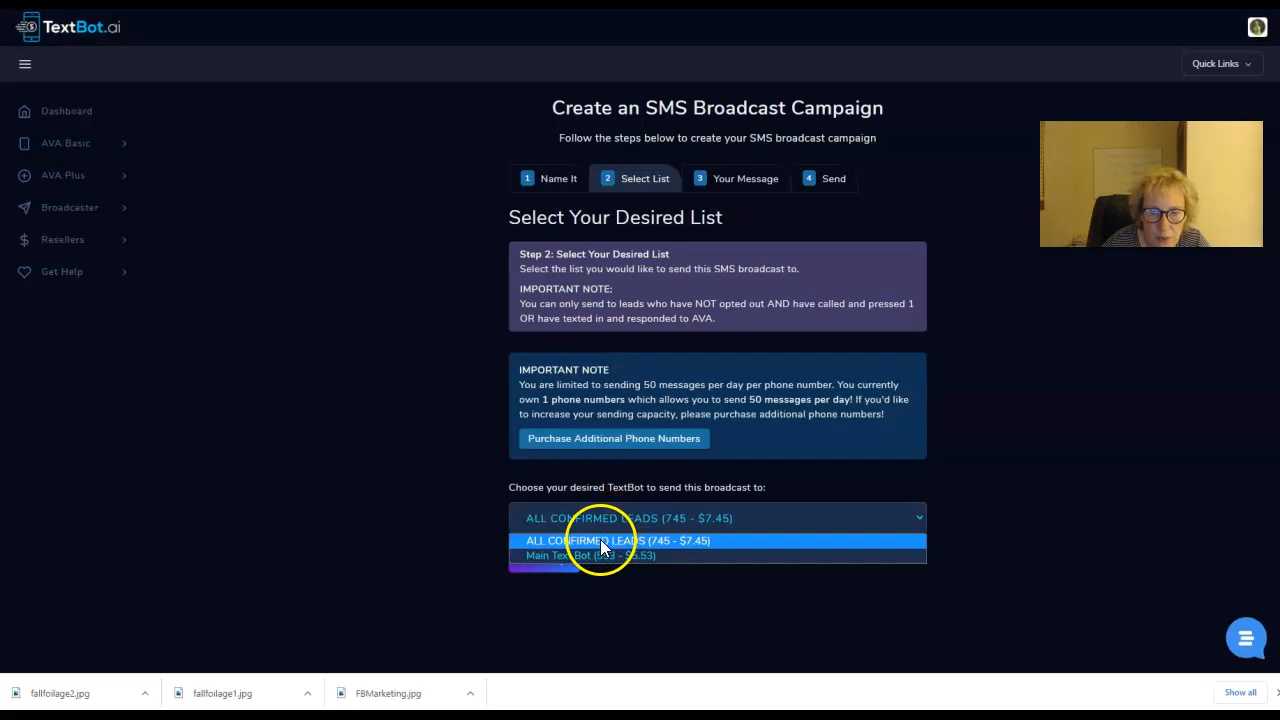 TextBot.ai
Quick Links
Dashboard
AVA Basic
AVA Plus
Broadcaster
Resellers
Get Help
Create an SMS Broadcast Campaign
Follow the steps below to create your SMS broadcast campaign
1 Name It
2 Select List
3 Your Message
4 Send
Select Your Desired List
Step 2: Select Your Desired List
Select the list you would like to send this SMS broadcast to.
IMPORTANT NOTE:
You can only send to leads who have NOT opted out AND have called and pressed 1
OR have texted in and responded to AVA.
IMPORTANT NOTE
You are limited to sending 50 messages per day per phone number. You currently
own 1 phone numbers which allows you to send 50 messages per day! If you'd like
to increase your sending capacity, please purchase additional phone numbers!
Purchase Additional Phone Numbers
Choose your desired TextBot to send this broadcast to:
ALL CONFIRMED LEADS (745 - $7.45)
ALL CONFIRMED LEADS (745 - $7.45)
Main TextBot
fallfoilage2.jpg
fallfoilage1.jpg
FBMarketing.jpg
Show all